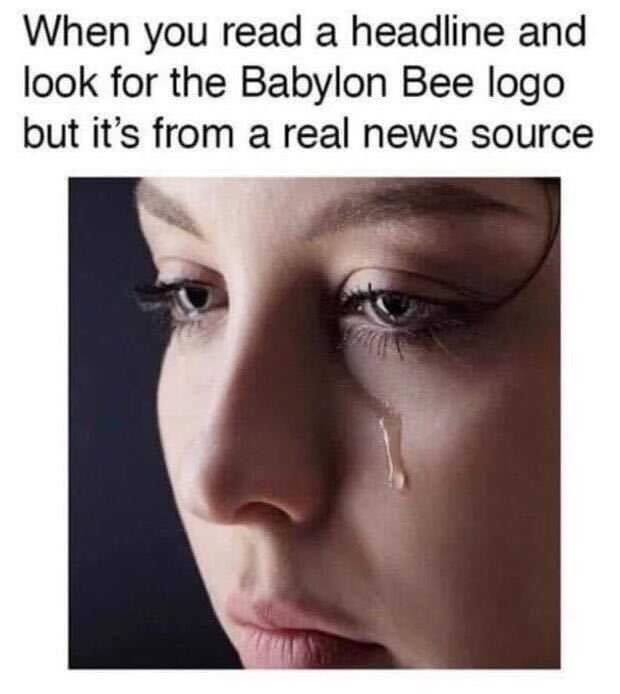 When you read a headline and
look for the Babylon Bee logo
but it’s from a real news source